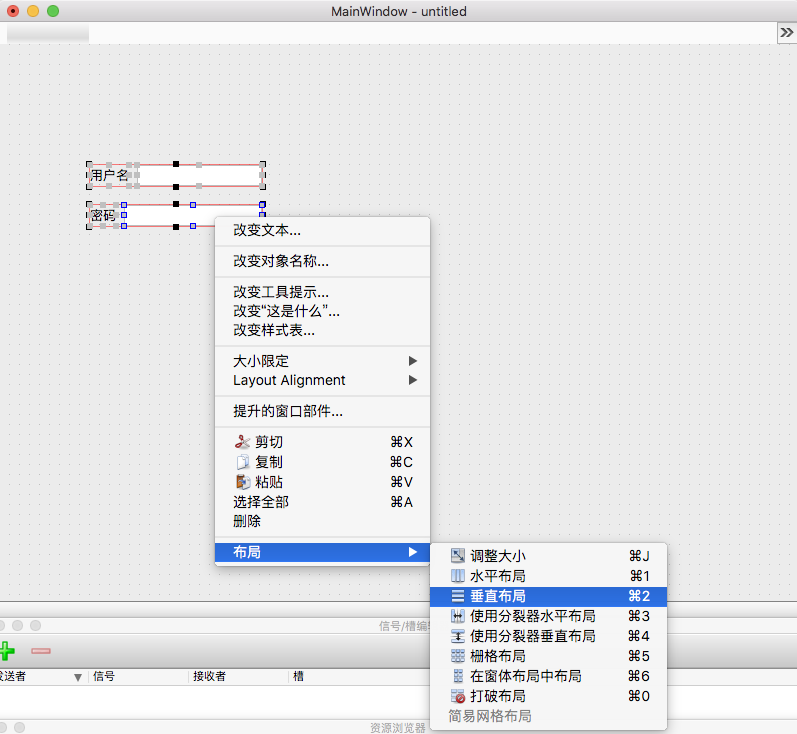 MainWindow - untitled
用户名
密码
改变文本...
改变对象名称...
改变工具提示...
改变“这是什么”...
改变样式表...
大小限定
Layout Alignment
提升的窗口部件...
剪切 ⌘X
复制 ⌘C
粘贴 ⌘V
选择全部 ⌘A
删除
布局
调整大小 ⌘J
水平布局 ⌘1
垂直布局 ⌘2
使用分裂器水平布局 ⌘3
使用分裂器垂直布局 ⌘4
栅格布局 ⌘5
在窗体布局中布局 ⌘6
打破布局 ⌘0
简易网格布局
信号/槽编
送者 信号 接收者 槽
资源浏览器